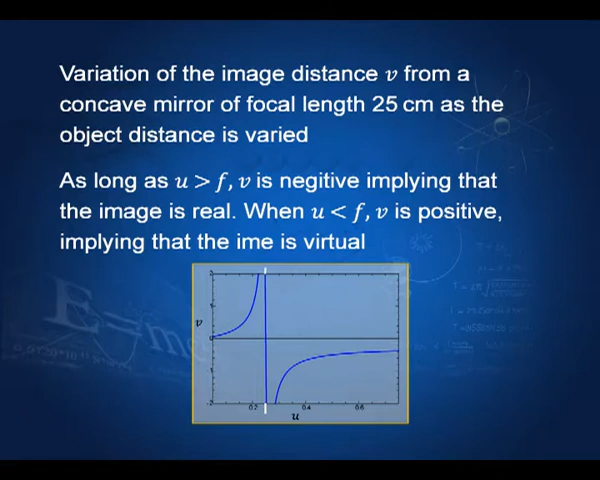 Variation of the image distance v from a
concave mirror of focal length 25 cm as the
object distance is varied
As long as u > f, v is negitive implying that
the image is real. When u < f, v is positive,
implying that the ime is virtual
v
0
0.2
0.4
0.6
u
E=m